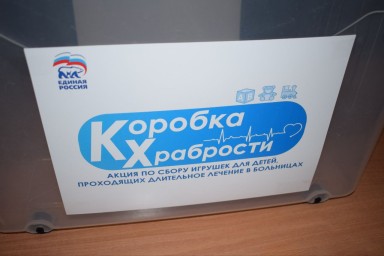 ЕДИНАЯ
РОССИЯ
Коробка
Храбрости
АКЦИЯ ПО СБОРУ ИГРУШЕК ДЛЯ ДЕТЕЙ,
ПРОХОДЯЩИХ ДЛИТЕЛЬНОЕ ЛЕЧЕНИЕ В БОЛЬНИЦАХ